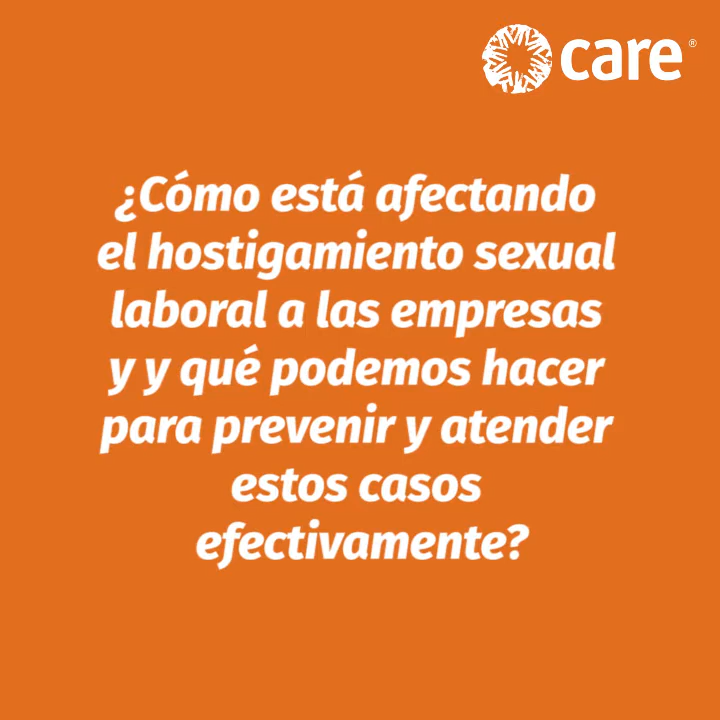 care®
¿Cómo está afectando
el hostigamiento sexual
laboral a las empresas
y y qué podemos hacer
para prevenir y atender
estos casos
efectivamente?